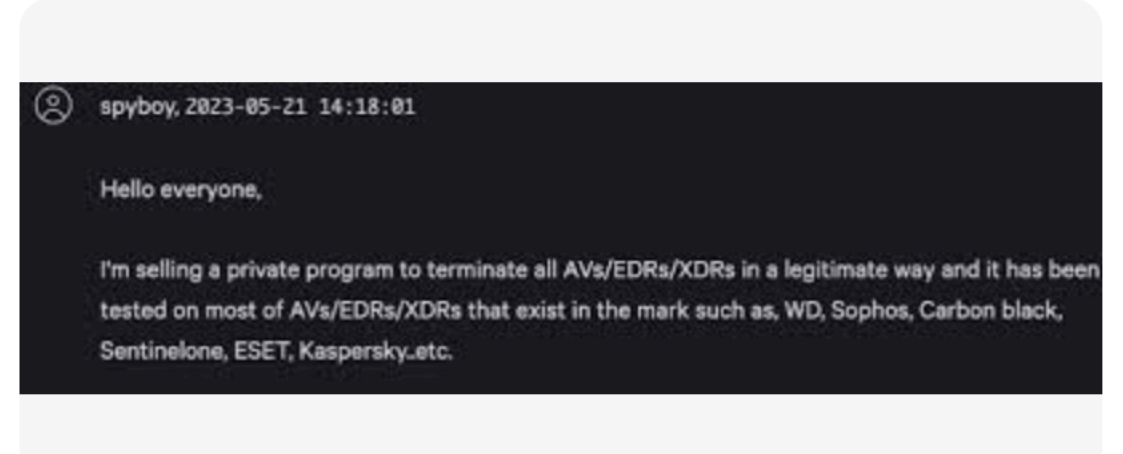 spyboy, 2023-05-21 14:18:01
Hello everyone,
I'm selling a private program to terminate all AVs/EDRs/XDRs in a legitimate way and it has been
tested on most of AVs/EDRs/XDRs that exist in the mark such as, WD, Sophos, Carbon black,
Sentinelone, ESET, Kaspersky..etc.